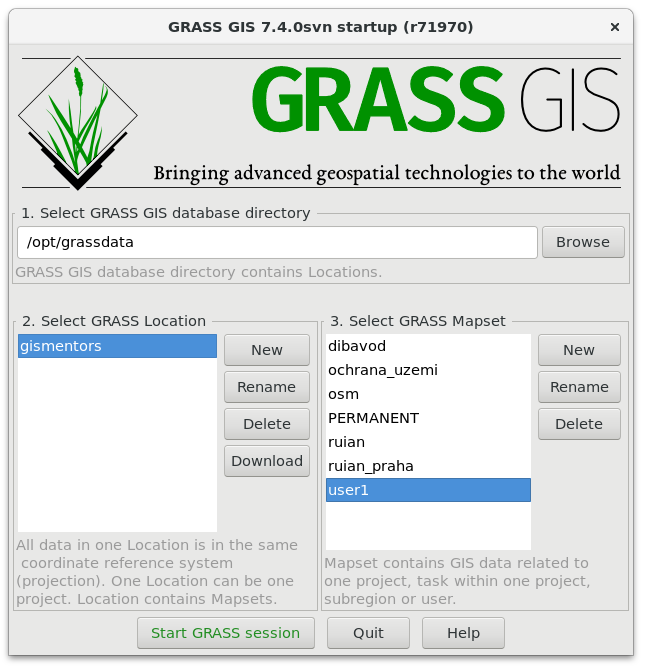 GRASS GIS 7.4.0svn startup (r71970)
GRASS GIS
Bringing advanced geospatial technologies to the world
1. Select GRASS GIS database directory
/opt/grassdata
Browse
GRASS GIS database directory contains Locations.
2. Select GRASS Location
gismentors
New
Rename
Delete
Download
All data in one Location is in the same
coordinate reference system
(projection). One Location can be one
project. Location contains Mapsets.
3. Select GRASS Mapset
dibavod
ochrana_uzemi
osm
PERMANENT
ruian
ruian_praha
user1
New
Rename
Delete
Mapset contains GIS data related to
one project, task within one project,
subregion or user.
Start GRASS session
Quit
Help